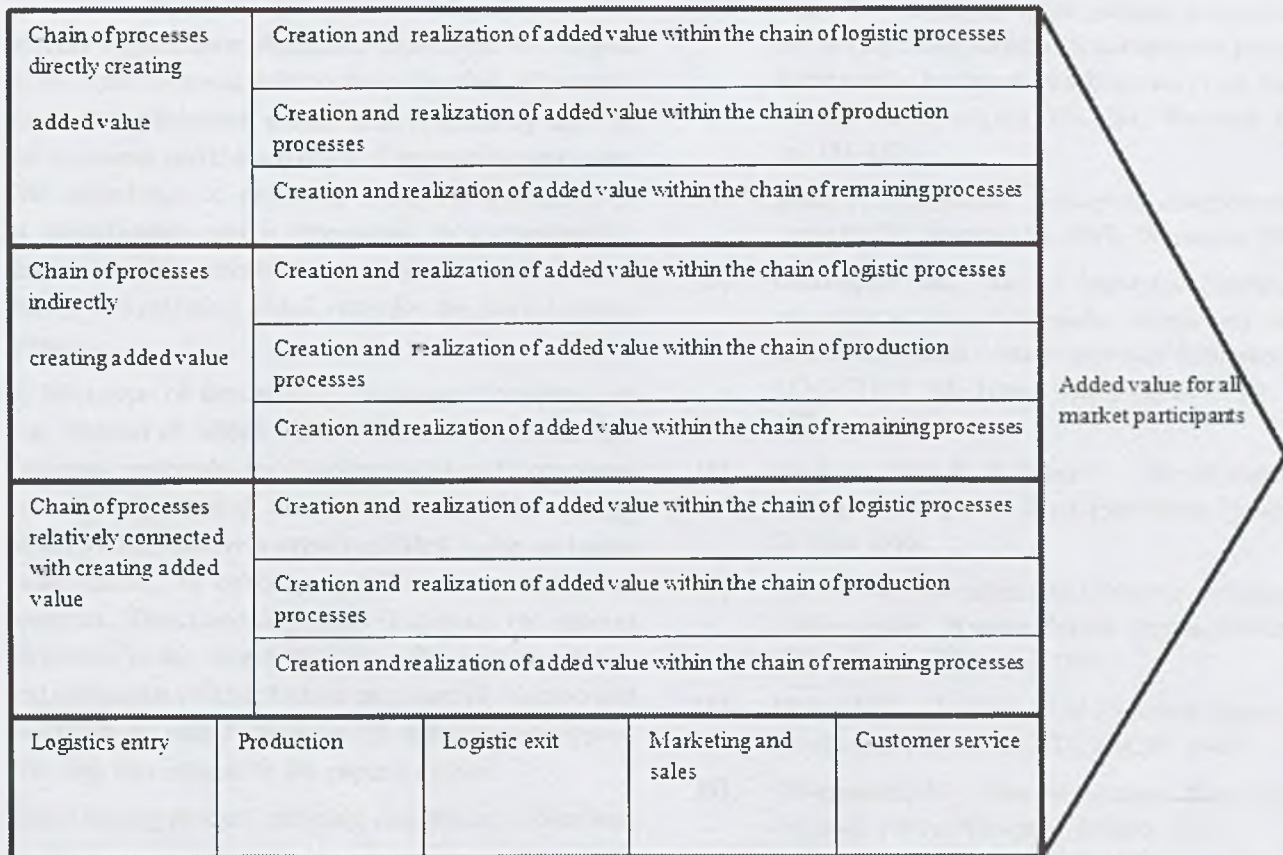 Chain of processes
directly creating
added value
Creation and realization of added value within the chain of logistic processes
Creation and realization of added value within the chain of production
processes
Creation and realization of added value within the chain of remaining processes
Chain of processes
indirectly
creating added value
Creation and realization of added value within the chain of logistic processes
Creation and realization of added value within the chain of production
processes
Creation and realization of added value within the chain of remaining processes
Chain of processes
relatively connected
with creating added
value
Creation and realization of added value within the chain of logistic processes
Creation and realization of added value within the chain of production
processes
Creation and realization of added value within the chain of remaining processes
Logistics entry
Production
Logistic exit
Marketing and
sales
Customer service
Added value for all
market participants